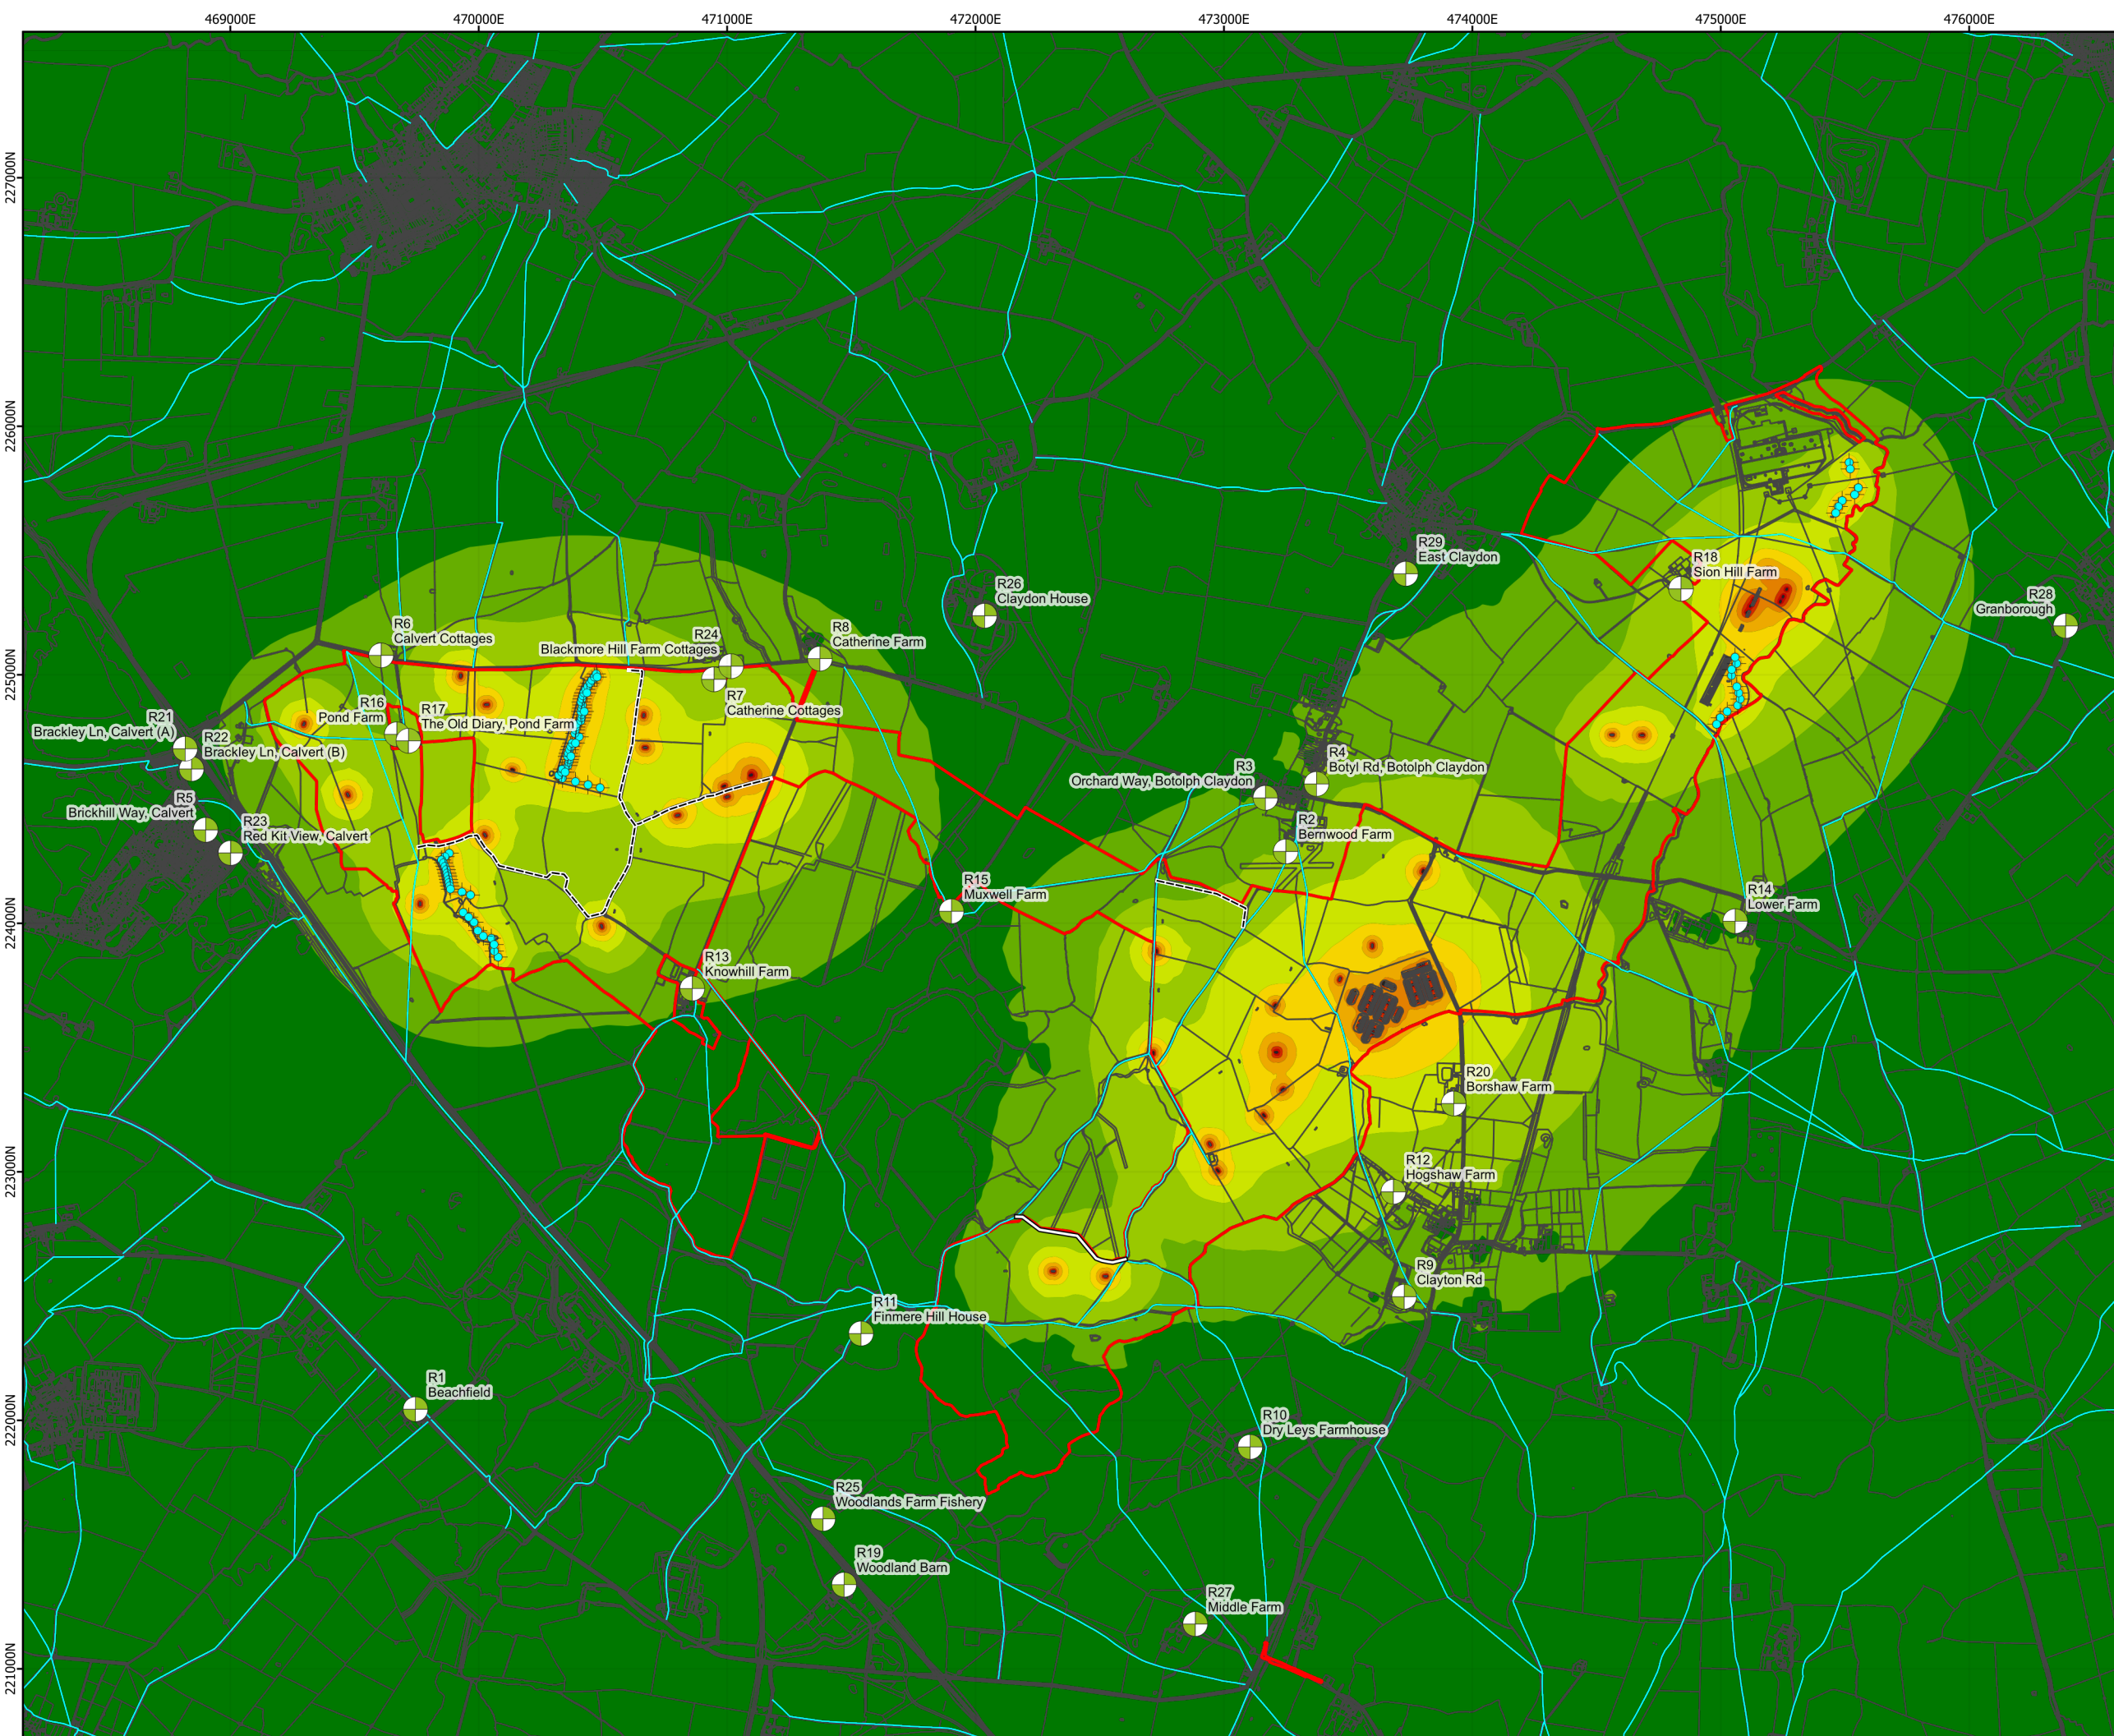 469000E 470000E 471000E 472000E 473000E 474000E 475000E 476000E
227000N
226000N
225000N
224000N
223000N
222000N
221000N
R29
East Claydon
R18
Sion Hill Farm
R26
Claydon House
R28
Granborough
R6
Calvert Cottages
R24
Blackmore Hill Farm Cottages
R8
Catherine Farm
R7
Catherine Cottages
R16
Pond Farm
R17
The Old Diary, Pond Farm
R21
Brackley Ln, Calvert (A)
R22
Brackley Ln, Calvert (B)
R3
Orchard Way, Botolph Claydon
R4
Botyl Rd, Botolph Claydon
R5
Brickhill Way, Calvert
R23
Red Kit View, Calvert
R2
Bernwood Farm
R15
Muxwell Farm
R14
Lower Farm
R13
Knowhill Farm
R20
Borshaw Farm
R12
Hogshaw Farm
R9
Clayton Rd
R11
Finmere Hill House
R1
Beachfield
R10
Dry Leys Farmhouse
R25
Woodlands Farm Fishery
R19
Woodland Barn
R27
Middle Farm